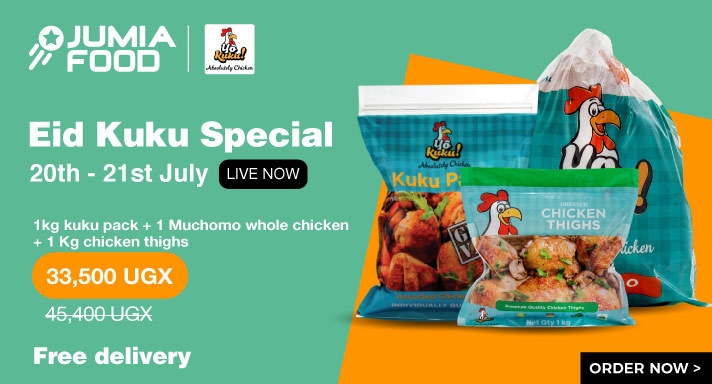 JUMIA
FOOD
Yo
Kuku!
Absolutely Chicken
Eid Kuku Special
20th - 21st July
LIVE NOW
1kg kuku pack + 1 Muchomo whole chicken
+ 1 Kg chicken thighs
33,500 UGX
45,400 UGX
Free delivery
Yo
Kuku!
Absolutely Chicken
Kuku
CHICKEN
THIGHS
Premium Quality Chicken Thighs
Net Qty 1 kg
ORDER NOW >